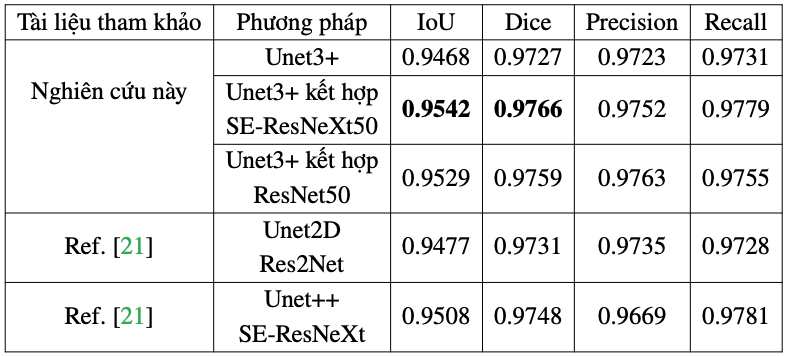 Tài liệu tham khảo Phương pháp IoU Dice Precision Recall
Nghiên cứu này
Unet3+ 0.9468 0.9727 0.9723 0.9731
Unet3+ kết hợp
SE-ResNeXt50 0.9542 0.9766 0.9752 0.9779
Unet3+ kết hợp
ResNet50 0.9529 0.9759 0.9763 0.9755
Ref. [21] Unet2D
Res2Net 0.9477 0.9731 0.9735 0.9728
Ref. [21] Unet++
SE-ResNeXt 0.9508 0.9748 0.9669 0.9781